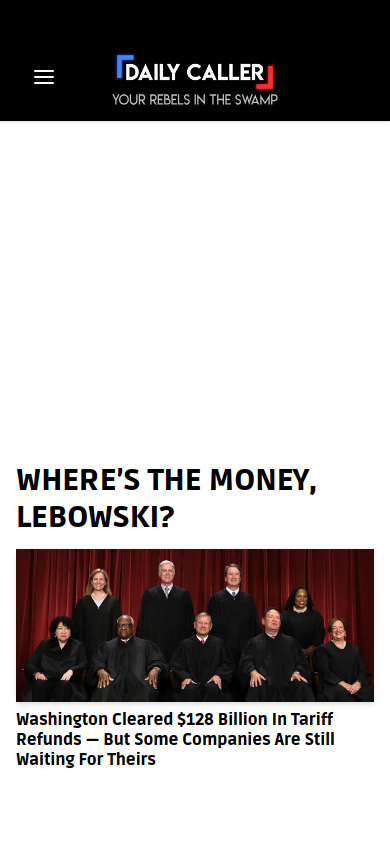 DAILY CALLER
YOUR REBELS IN THE SWAMP
WHERE'S THE MONEY,
LEBOWSKI?
Washington Cleared $128 Billion In Tariff
Refunds — But Some Companies Are Still
Waiting For Theirs